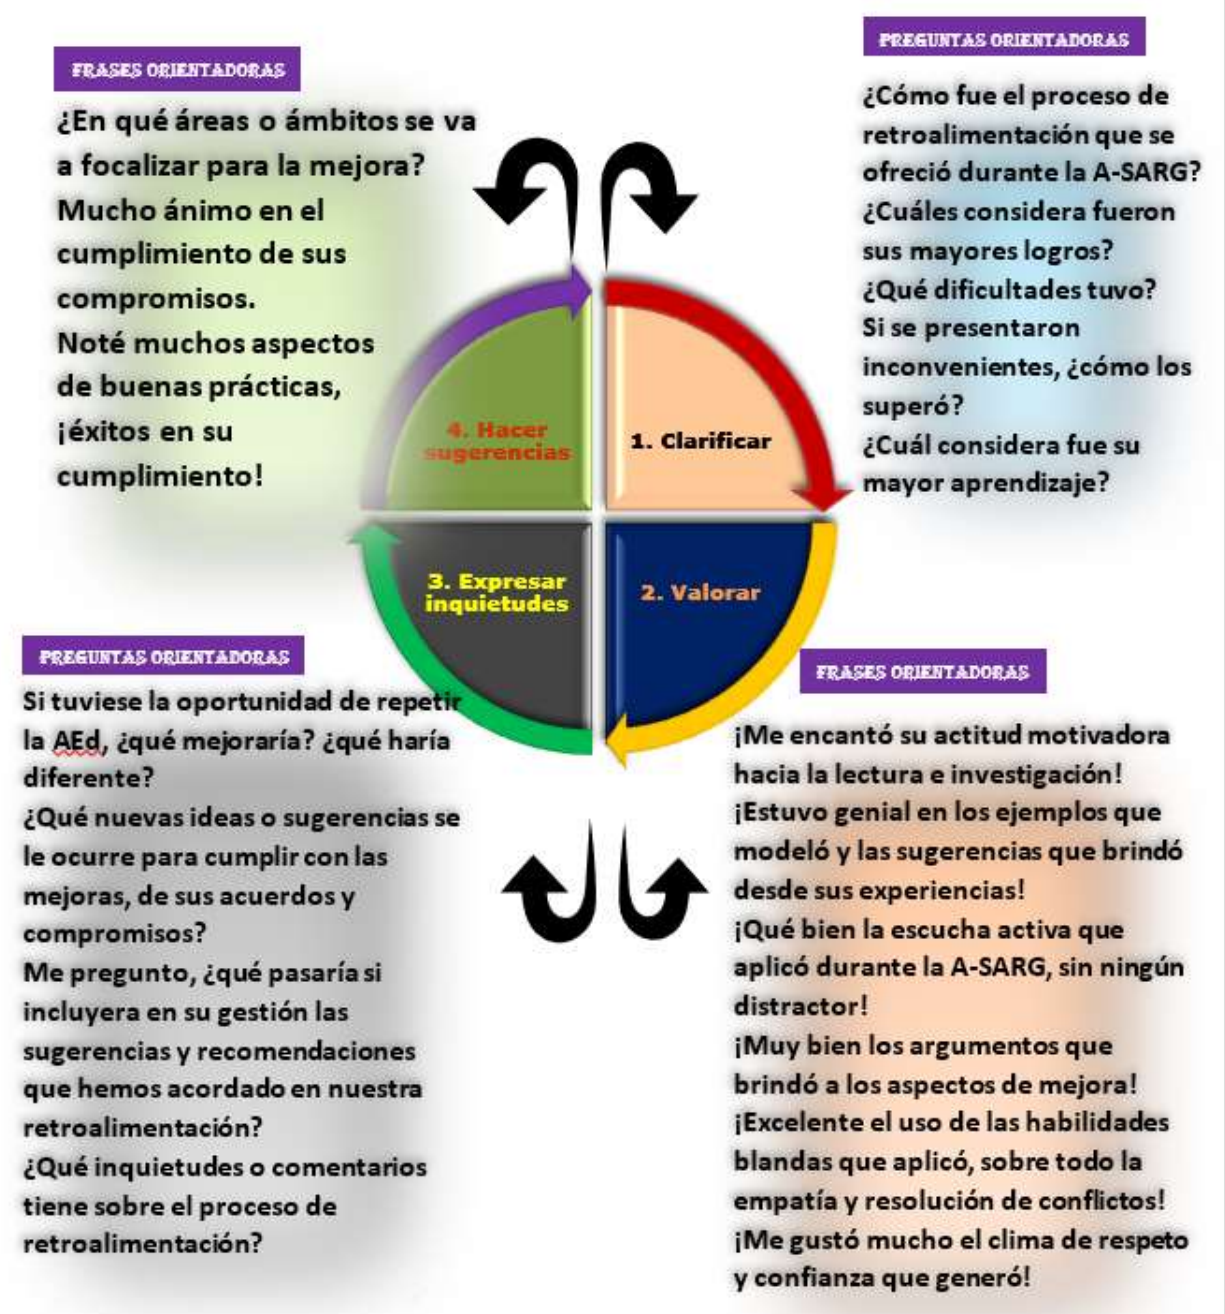 FRASES ORIENTADORAS
¿En qué áreas o ámbitos se va
a focalizar para la mejora?
Mucho ánimo en el
cumplimiento de sus
compromisos.
Noté muchos aspectos
de buenas prácticas,
¡éxitos en su
cumplimiento!
PREGUNTAS ORIENTADORAS
¿Cómo fue el proceso de
retroalimentación que se
ofreció durante la A-SARG?
¿Cuáles considera fueron
sus mayores logros?
¿Qué dificultades tuvo?
Si se presentaron
inconvenientes, ¿cómo los
superó?
¿Cuál considera fue su
mayor aprendizaje?
4. Hacer
sugerencias
1. Clarificar
3. Expresar
inquietudes
2. Valorar
PREGUNTAS ORIENTADORAS
Si tuviese la oportunidad de repetir
la AEd, ¿qué mejoraría? ¿qué haría
diferente?
¿Qué nuevas ideas o sugerencias se
le ocurre para cumplir con las
mejoras, de sus acuerdos y
compromisos?
Me pregunto, ¿qué pasaría si
incluyera en su gestión las
sugerencias y recomendaciones
que hemos acordado en nuestra
retroalimentación?
¿Qué inquietudes o comentarios
tiene sobre el proceso de
retroalimentación?
FRASES ORIENTADORAS
¡Me encantó su actitud motivadora
hacia la lectura e investigación!
¡Estuvo genial en los ejemplos que
modeló y las sugerencias que brindó
desde sus experiencias!
¡Qué bien la escucha activa que
aplicó durante la A-SARG, sin ningún
distractor!
¡Muy bien los argumentos que
brindó a los aspectos de mejora!
¡Excelente el uso de las habilidades
blandas que aplicó, sobre todo la
empatía y resolución de conflictos!
¡Me gustó mucho el clima de respeto
y confianza que generó!